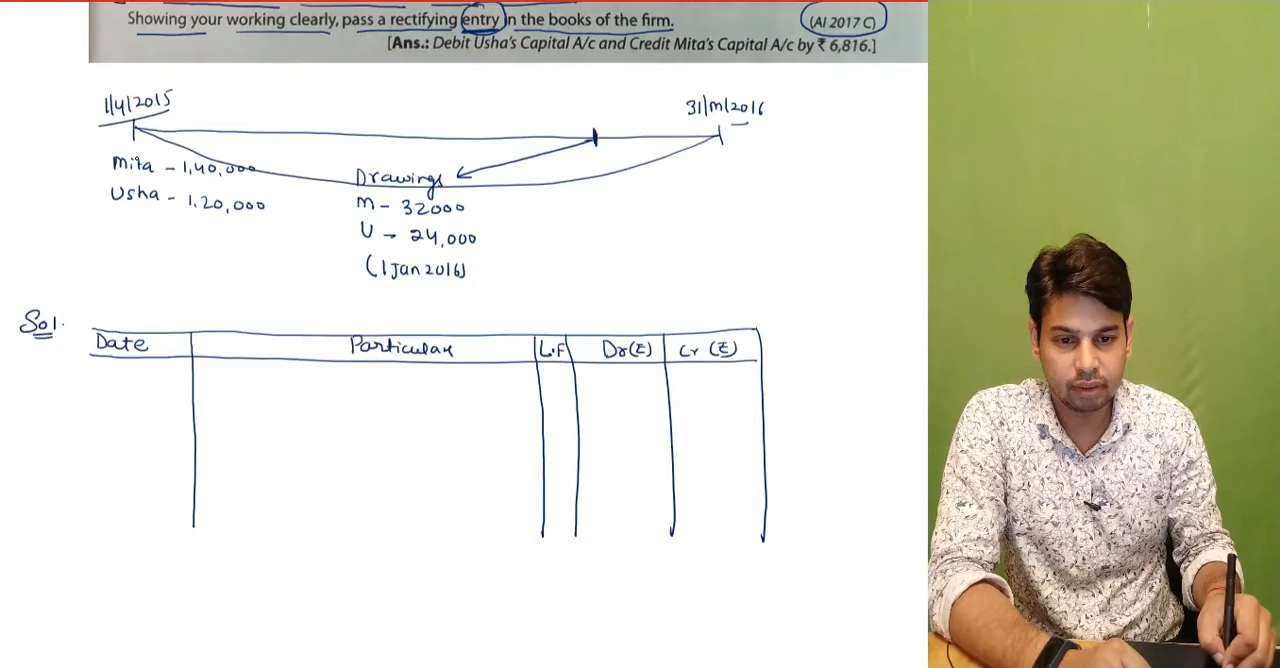 Showing your working clearly, pass a rectifying entry in the books of the firm. (AI 2017 C)
[Ans.: Debit Usha's Capital A/c and Credit Mita's Capital A/c by ₹ 6,816.]
1/4/2015
31/M/2016
Mita - 1,40,000
Usha - 1,20,000
Drawings
M - 32000
U - 24,000
(1 Jan 2016)
Sol.
Date Particular L.F Dr(₹) Cr (₹)